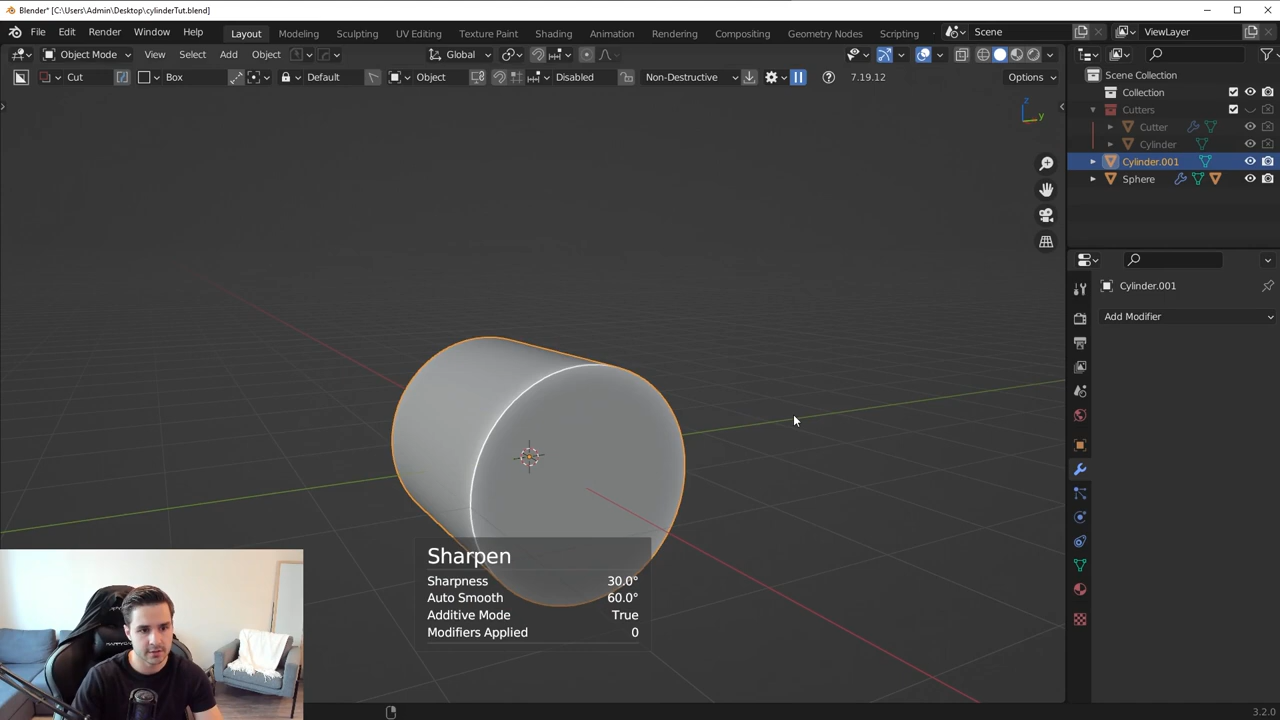 Blender* [C:\Users\Admin\Desktop\cylinderTut.blend]
File Edit Render Window Help Layout Modeling Sculpting UV Editing Texture Paint Shading Animation Rendering Compositing Geometry Nodes Scripting Scene ViewLayer
Object Mode View Select Add Object Global
Cut Box Default Object Disabled Non-Destructive 7.19.12 Options
Scene Collection
Collection
Cutters
Cutter
Cylinder
Cylinder.001
Sphere
z
y
Cylinder.001
Add Modifier
Sharpen
Sharpness 30.0°
Auto Smooth 60.0°
Additive Mode True
Modifiers Applied 0
3.2.0